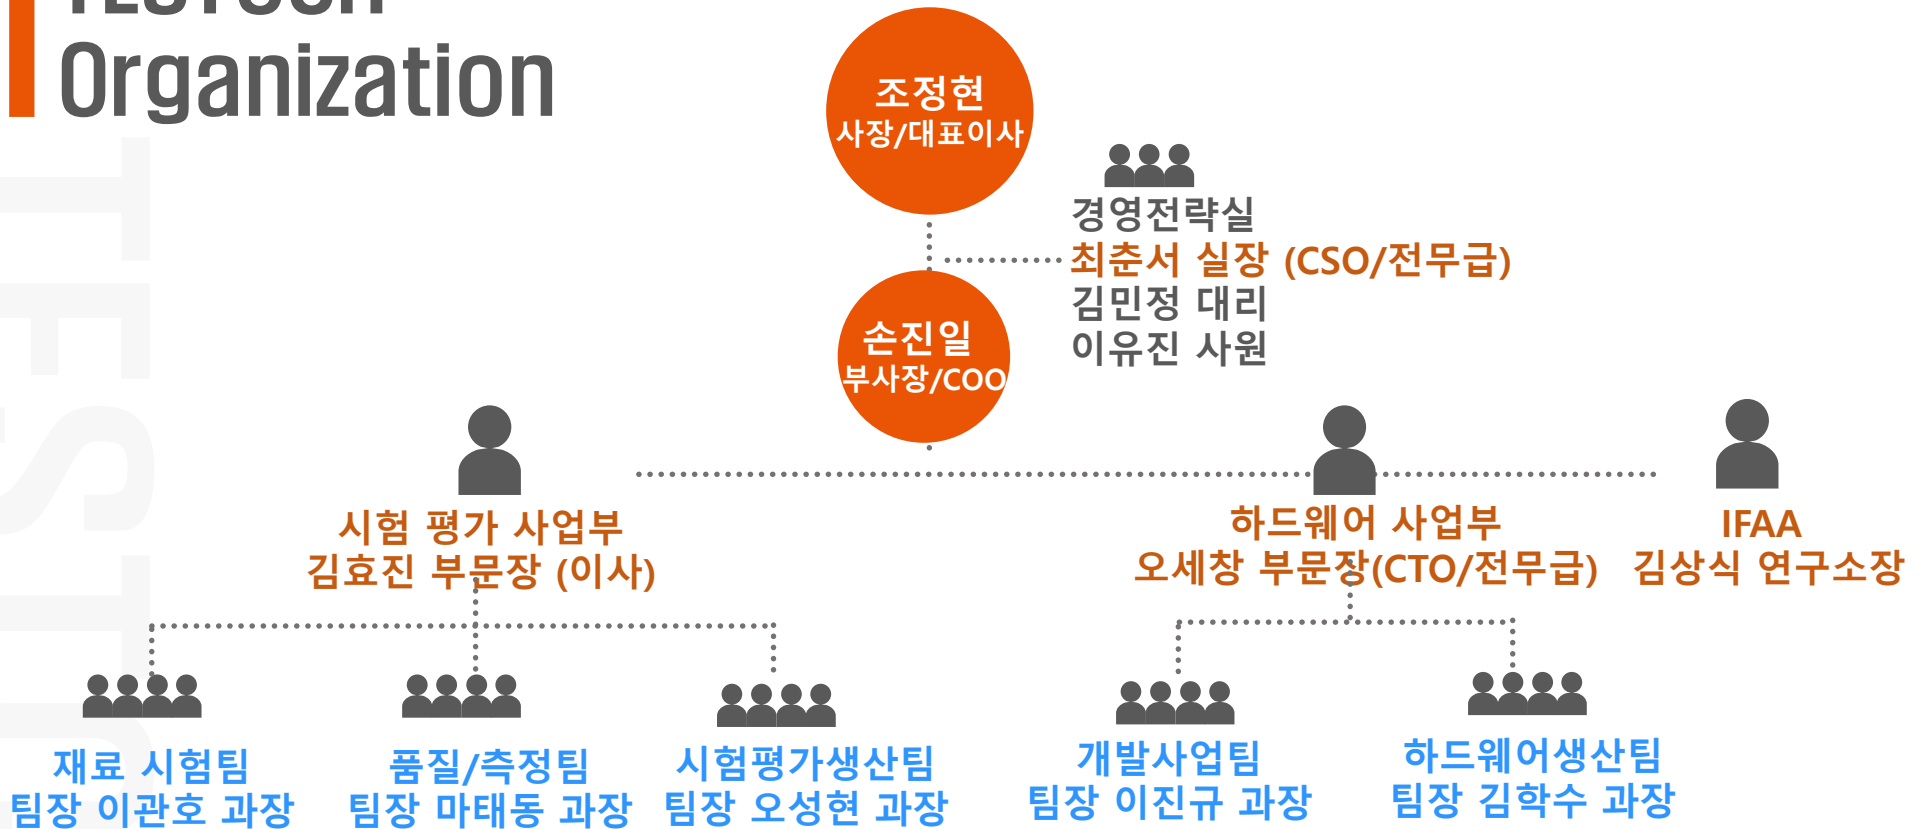 Organization
조정현
사장/대표이사
경영전략실
최춘서 실장 (CSO/전무급)
김민정 대리
이유진 사원
손진일
부사장/COO
시험 평가 사업부
김효진 부문장 (이사)
하드웨어 사업부
오세창 부문장(CTO/전무급)
IFAA
김상식 연구소장
재료 시험팀
팀장 이관호 과장
품질/측정팀
팀장 마태동 과장
시험평가생산팀
팀장 오성현 과장
개발사업팀
팀장 이진규 과장
하드웨어생산팀
팀장 김학수 과장